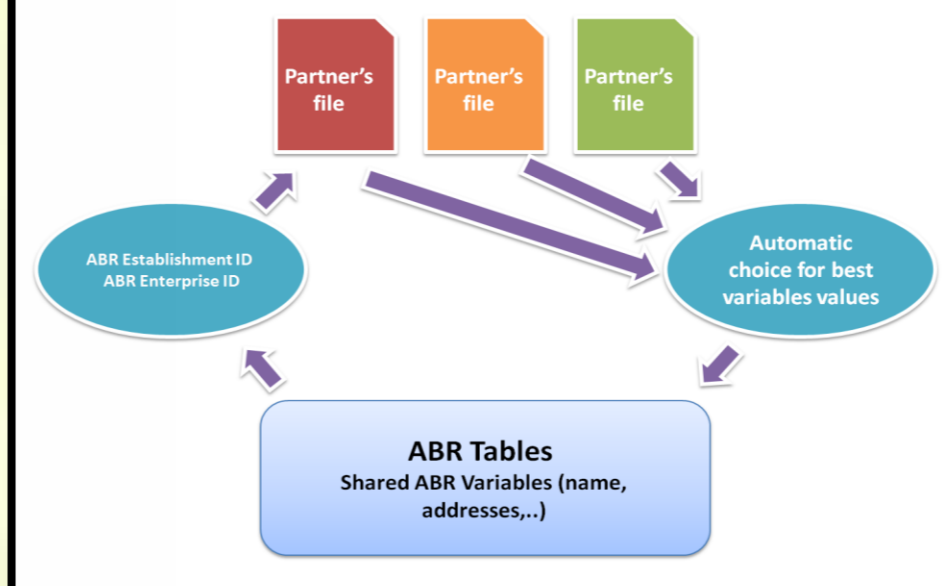 Partner's
file
Partner's
file
Partner's
file
ABR Establishment ID
ABR Enterprise ID
Automatic
choice for best
variables values
ABR Tables
Shared ABR Variables (name,
addresses,..)